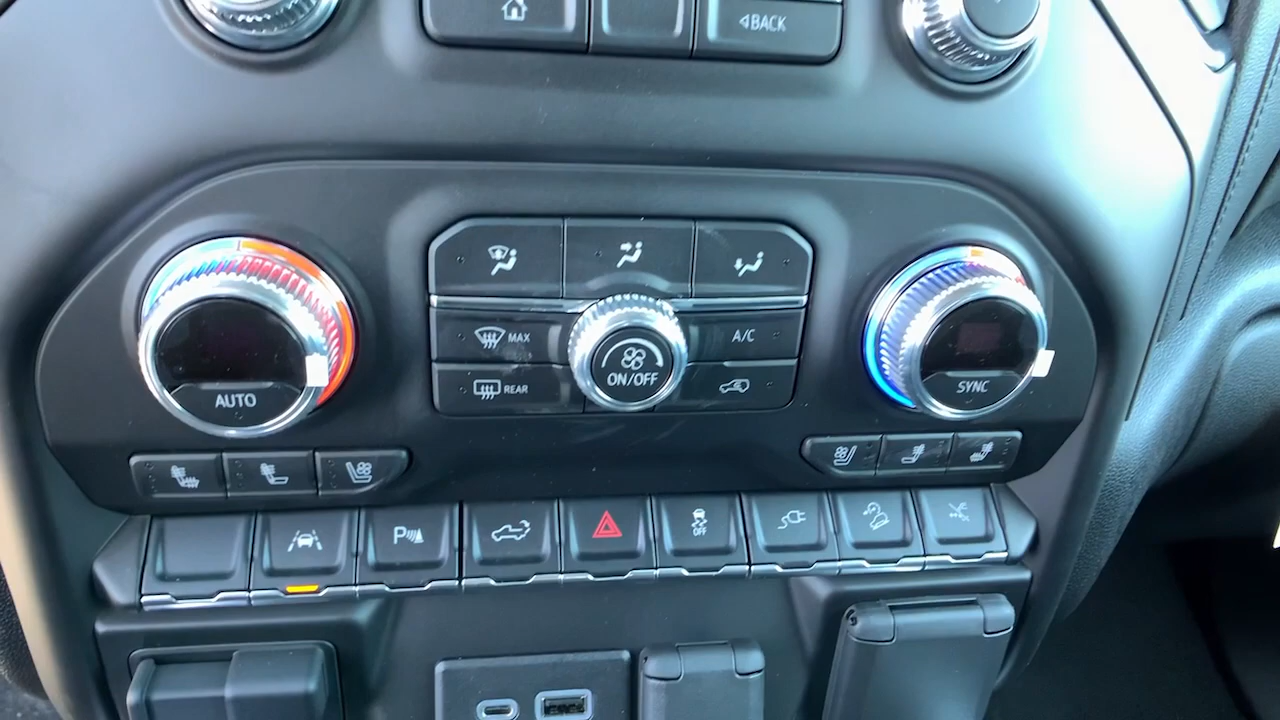 BACK
MAX
A/C
AUTO
ON/OFF
SYNC
REAR
P
OFF